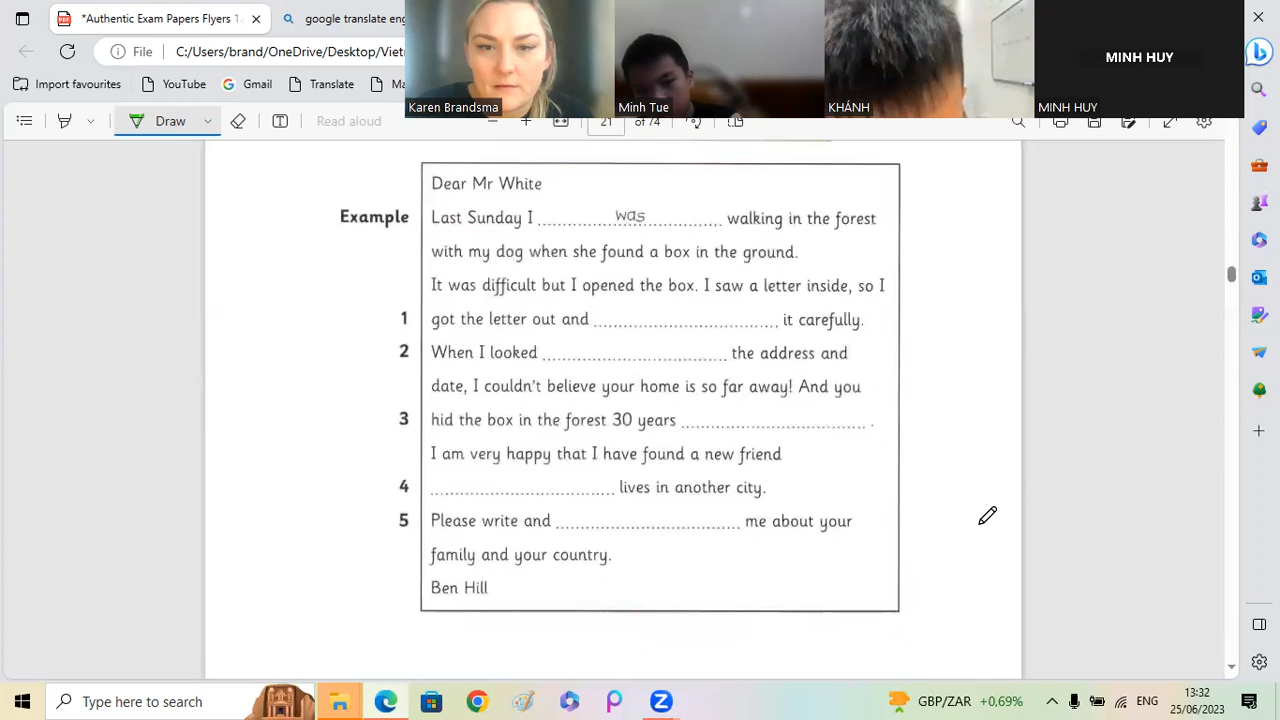 *Authentic Exam Papers Flyers 1
google translate eng
File
C:/Users/brand/OneDrive/Desktop/Viet
Import favourites
YouTube
Gmail
Translate
Karen Brandsma
Minh Tue
KHÁNH
MINH HUY
MINH HUY
Draw
Read aloud
21
of 74
Dear Mr White
Example
Last Sunday I was walking in the forest
with my dog when she found a box in the ground.
It was difficult but I opened the box. I saw a letter inside, so I
1
got the letter out and it carefully.
2
When I looked the address and
date, I couldn't believe your home is so far away! And you
3
hid the box in the forest 30 years .
I am very happy that I have found a new friend
4
lives in another city.
5
Please write and me about your
family and your country.
Ben Hill
Type here to search
GBP/ZAR +0,69%
ENG
13:32
25/06/2023